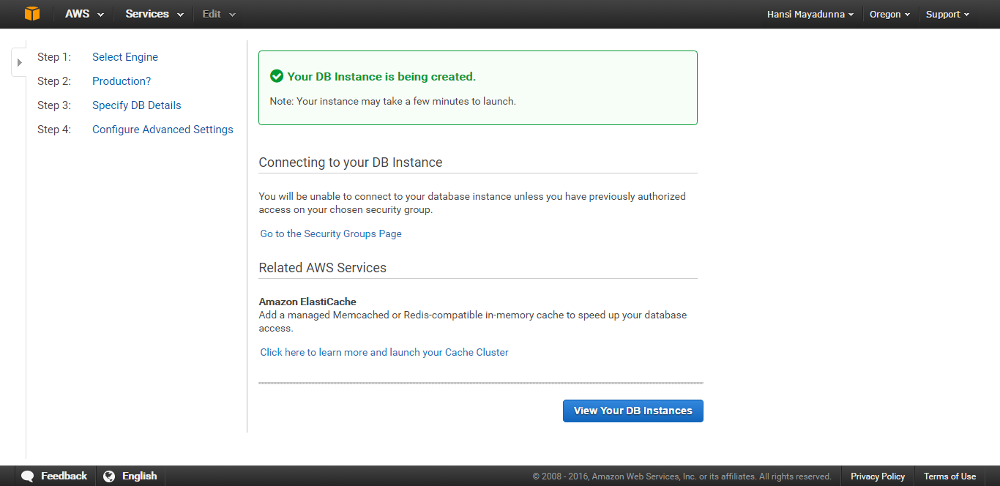 AWS Services Edit Hansi Mayadunna Oregon Support
Step 1: Select Engine
Step 2: Production?
Step 3: Specify DB Details
Step 4: Configure Advanced Settings
Your DB Instance is being created.
Note: Your instance may take a few minutes to launch.
Connecting to your DB Instance
You will be unable to connect to your database instance unless you have previously authorized
access on your chosen security group.
Go to the Security Groups Page
Related AWS Services
Amazon ElastiCache
Add a managed Memcached or Redis-compatible in-memory cache to speed up your database
access.
Click here to learn more and launch your Cache Cluster
View Your DB Instances
Feedback English © 2008 - 2016, Amazon Web Services, Inc. or its affiliates. All rights reserved. Privacy Policy Terms of Use